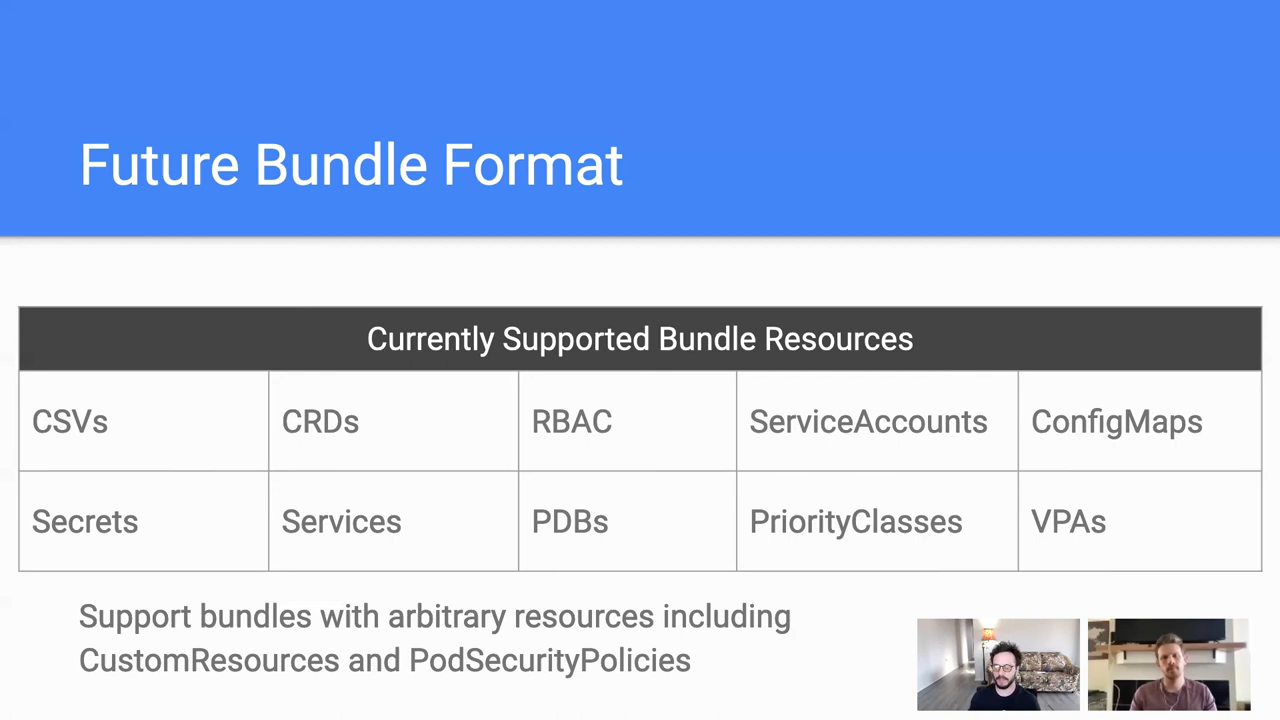 Future Bundle Format
Currently Supported Bundle Resources
CSVs CRDs RBAC ServiceAccounts ConfigMaps
Secrets Services PDBs PriorityClasses VPAs
Support bundles with arbitrary resources including
CustomResources and PodSecurityPolicies